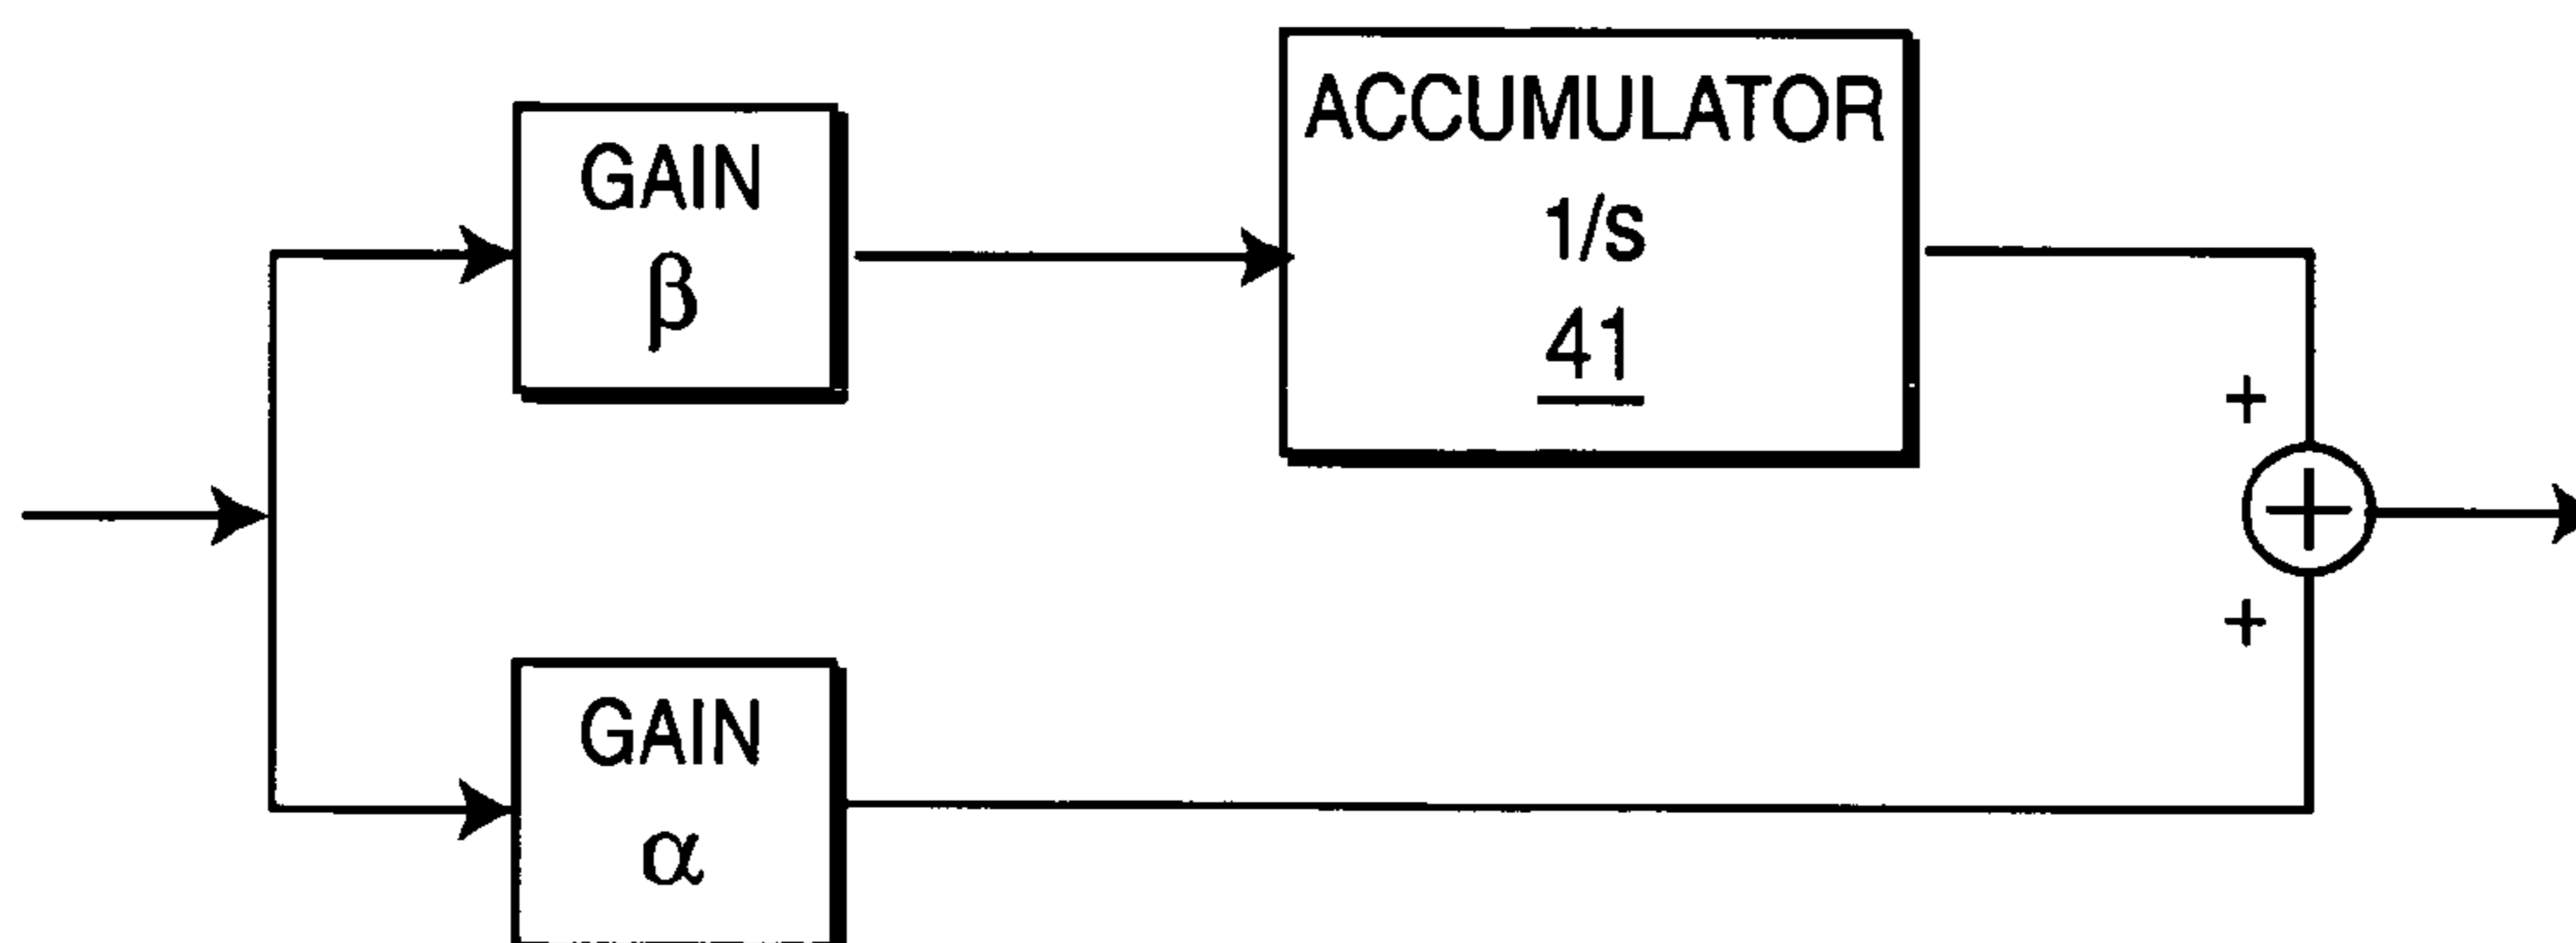 ACCUMULATOR
1/s
41
GAIN
β
+
+
GAIN
α